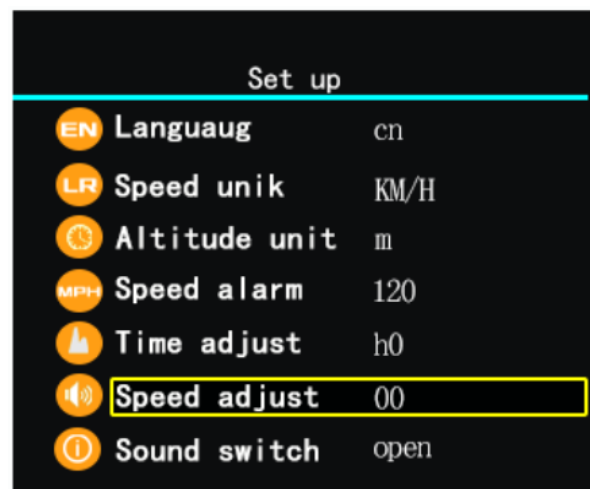 Set up
EN Languaug cn
LR Speed unik KM/H
Altitude unit m
MPH Speed alarm 120
Time adjust h0
Speed adjust 00
Sound switch open